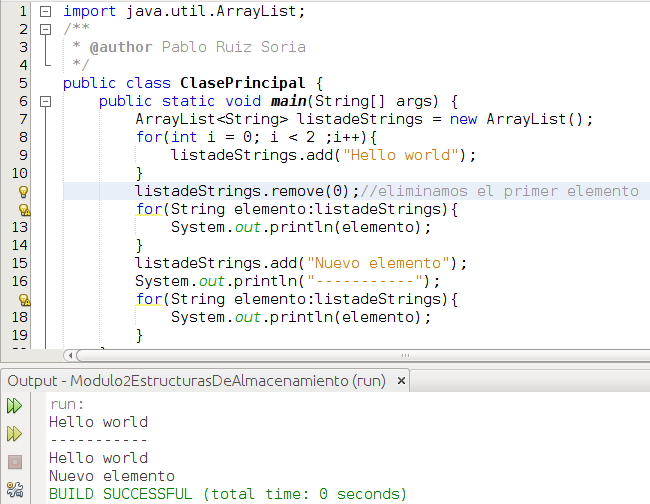 1 import java.util.ArrayList;
2 /**
3 * @author Pablo Ruiz Soria
4 */
5 public class ClasePrincipal {
6 public static void main(String[] args) {
7 ArrayList<String> listadeStrings = new ArrayList();
8 for(int i = 0; i < 2 ;i++){
9 listadeStrings.add("Hello world");
10 }
listadeStrings.remove(0);//eliminamos el primer elemento
for(String elemento:listadeStrings){
13 System.out.println(elemento);
14 }
15 listadeStrings.add("Nuevo elemento");
16 System.out.println("-----------");
for(String elemento:listadeStrings){
18 System.out.println(elemento);
19 }
Output - Modulo2EstructurasDeAlmacenamiento (run) ×
run:
Hello world
-----------
Hello world
Nuevo elemento
BUILD SUCCESSFUL (total time: 0 seconds)